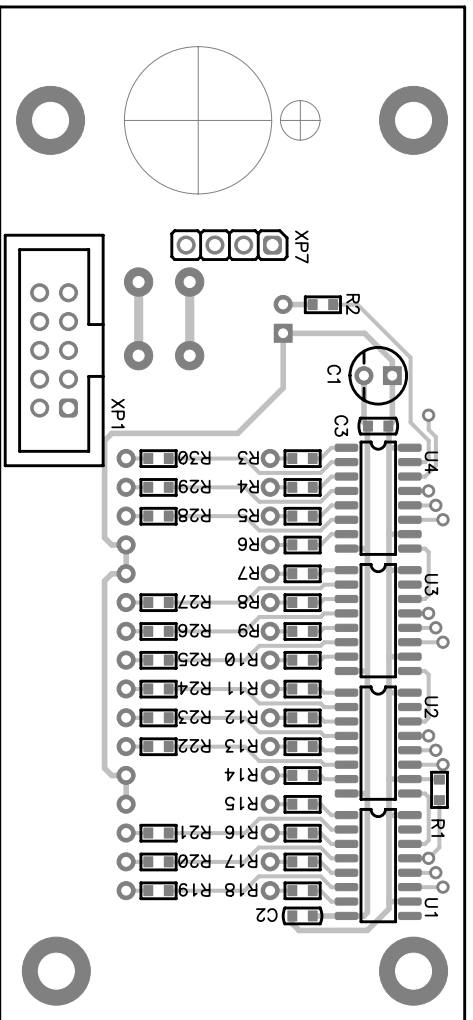 XP7
R2
C1
XP1
C3
R30 R3 U4
R29 R4
R28 R5
R6
R7 U3
R27 R8
R26 R9
R25 R10
R24 R11 U2
R23 R12
R22 R13
R14
R15 R1
R21 R16
R20 R17
R19 R18 U1
C2